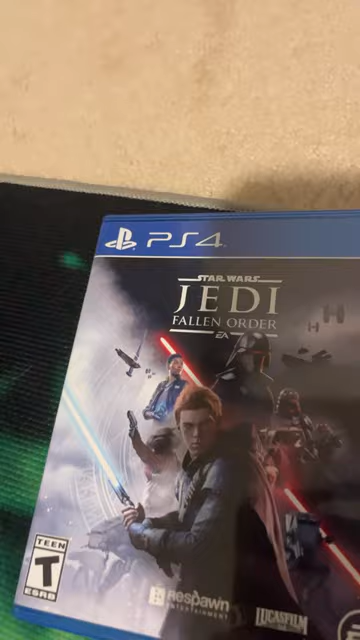 PS4
STAR WARS
JEDI
FALLEN ORDER
EA
TEEN
T
ESRB
Respawn
ENTERTAINMENT
LUCASFILM